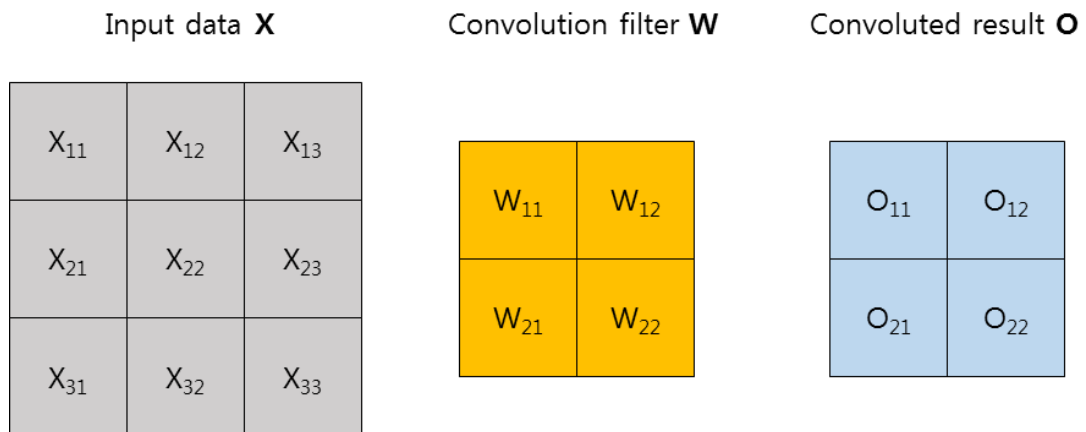 Input data X Convolution filter W Convoluted result O
X11 X12 X13
W11 W12 O11 O12
X21 X22 X23
W21 W22 O21 O22
X31 X32 X33